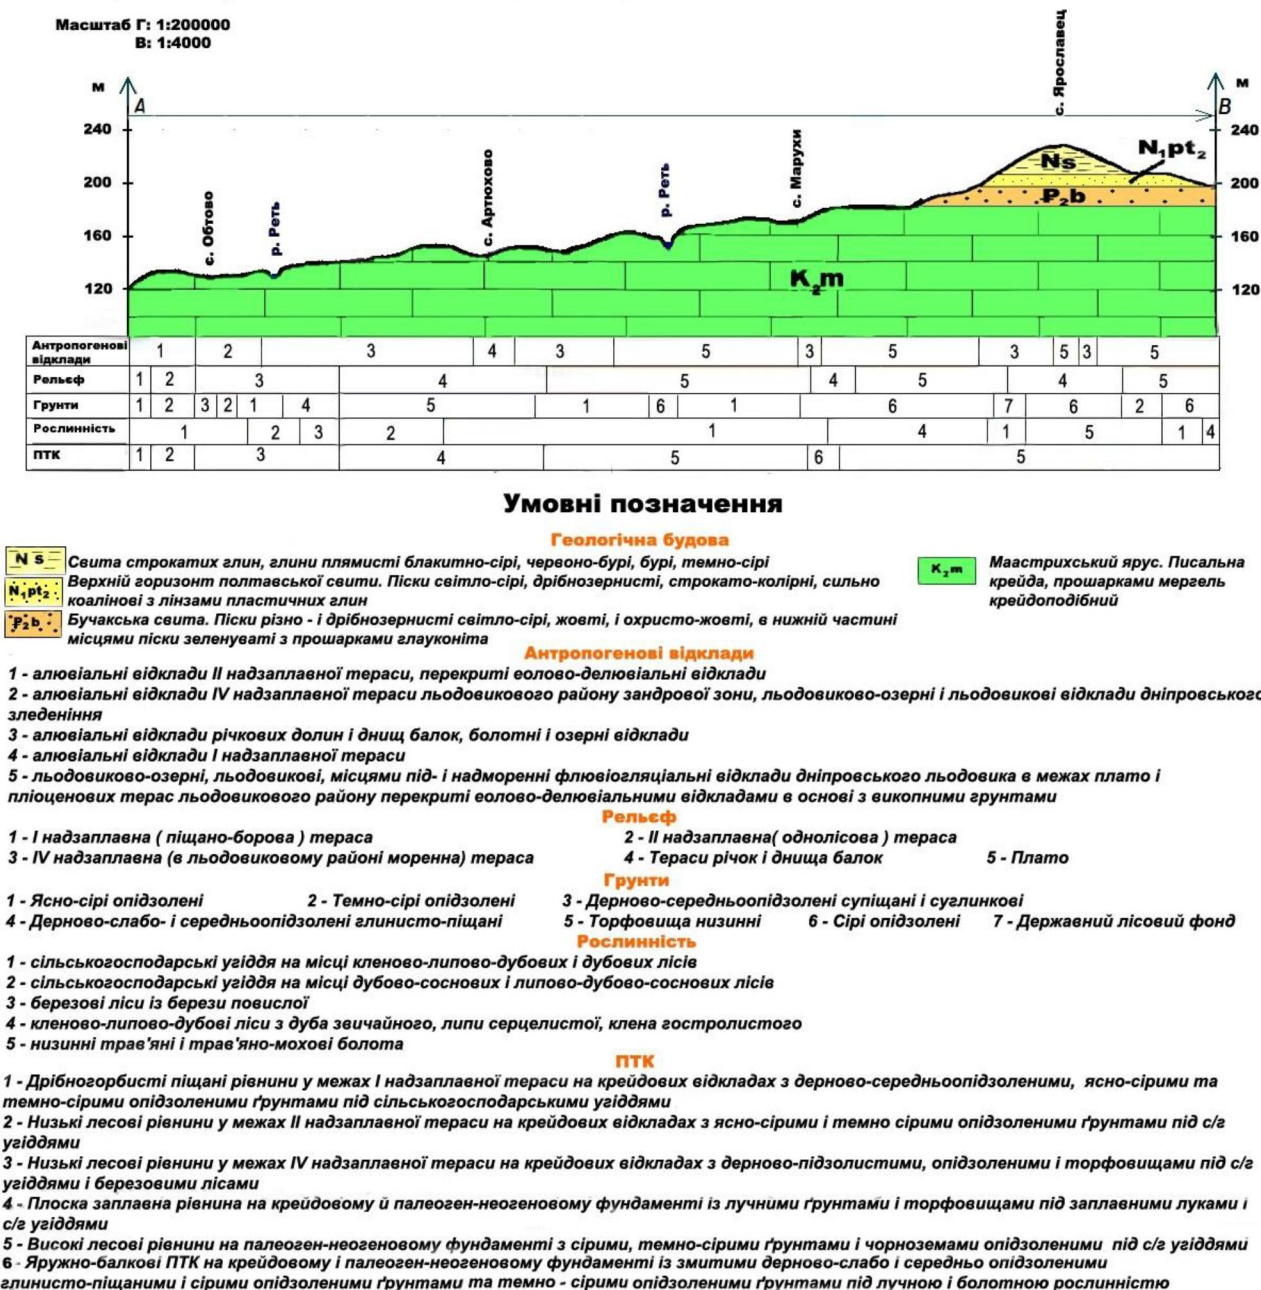 Масштаб Г: 1:200000
В: 1:4000
с. Ярославец
м
А
В
м
240
240
200
200
160
160
120
120
с. Обтово
р. Реть
с. Артюхово
р. Реть
с. Марухи
Ns
N₁pt₂
P₂b
K₂m
Антропогенові відклади 1 2 3 4 3 5 3 5 3 5 3 5
Рельєф 1 2 3 4 5 4 5 4 5
Грунти 1 2 3 2 1 4 5 1 6 1 6 7 6 2 6
Рослинність 1 2 3 2 1 4 1 5 1 4
ПТК 1 2 3 4 5 6 5
Умовні позначення
Геологічна будова
N s Свита строкатих глин, глини плямисті блакитно-сірі, червоно-бурі, бурі, темно-сірі
N₁pt₂ Верхній горизонт полтавської свити. Піски світло-сірі, дрібнозернисті, строкато-колірні, сильно
коалінові з лінзами пластичних глин
P₂b Бучакська свита. Піски різно - і дрібнозернисті світло-сірі, жовті, і охристо-жовті, в нижній частині
місцями піски зеленуваті з прошарками глауконіта
K₂m Маастрихський ярус. Писальна
крейда, прошарками мергель
крейдоподібний
Антропогенові відклади
1 - алювіальні відклади II надзаплавної тераси, перекриті еолово-делювіальні відклади
2 - алювіальні відклади IV надзаплавної тераси льодовикового району зандрової зони, льодовиково-озерні і льодовикові відклади дніпровського
зледеніння
3 - алювіальні відклади річкових долин і днищ балок, болотні і озерні відклади
4 - алювіальні відклади I надзаплавної тераси
5 - льодовиково-озерні, льодовикові, місцями під- і надморенні флювіогляціальні відклади дніпровського льодовика в межах плато і
пліоценових терас льодовикового району перекриті еолово-делювіальними відкладами в основі з викопними грунтами
Рельєф
1 - I надзаплавна ( піщано-борова ) тераса 2 - II надзаплавна( однолісова ) тераса
3 - IV надзаплавна (в льодовиковому районі моренна) тераса 4 - Тераси річок і днища балок 5 - Плато
Грунти
1 - Ясно-сірі опідзолені 2 - Темно-сірі опідзолені 3 - Дерново-середньоопідзолені супіщані і суглинкові
4 - Дерново-слабо- і середньоопідзолені глинисто-піщані 5 - Торфовища низинні 6 - Сірі опідзолені 7 - Державний лісовий фонд
Рослинність
1 - сільськогосподарські угіддя на місці кленово-липово-дубових і дубових лісів
2 - сільськогосподарські угіддя на місці дубово-соснових і липово-дубово-соснових лісів
3 - березові ліси із берези повислої
4 - кленово-липово-дубові ліси з дуба звичайного, липи серцелистої, клена гостролистого
5 - низинні трав'яні і трав'яно-мохові болота
ПТК
1 - Дрібногорбисті піщані рівнини у межах I надзаплавної тераси на крейдових відкладах з дерново-середньоопідзоленими, ясно-сірими та
темно-сірими опідзоленими ґрунтами під сільськогосподарськими угіддями
2 - Низькі лесові рівнини у межах II надзаплавної тераси на крейдових відкладах з ясно-сірими і темно сірими опідзоленими ґрунтами під с/г
угіддями
3 - Низькі лесові рівнини у межах IV надзаплавної тераси на крейдових відкладах з дерново-підзолистими, опідзоленими і торфовищами під с/г
угіддями і березовими лісами
4 - Плоска заплавна рівнина на крейдовому й палеоген-неогеновому фундаменті із лучними ґрунтами і торфовищами під заплавними луками і
с/г угіддями
5 - Високі лесові рівнини на палеоген-неогеновому фундаменті з сірими, темно-сірими ґрунтами і чорноземами опідзоленими під с/г угіддями
6 - Яружно-балкові ПТК на крейдовому і палеоген-неогеновому фундаменті із змитими дерново-слабо і середньо опідзоленими
глинисто-піщаними і сірими опідзоленими ґрунтами та темно - сірими опідзоленими ґрунтами під лучною і болотною рослинністю